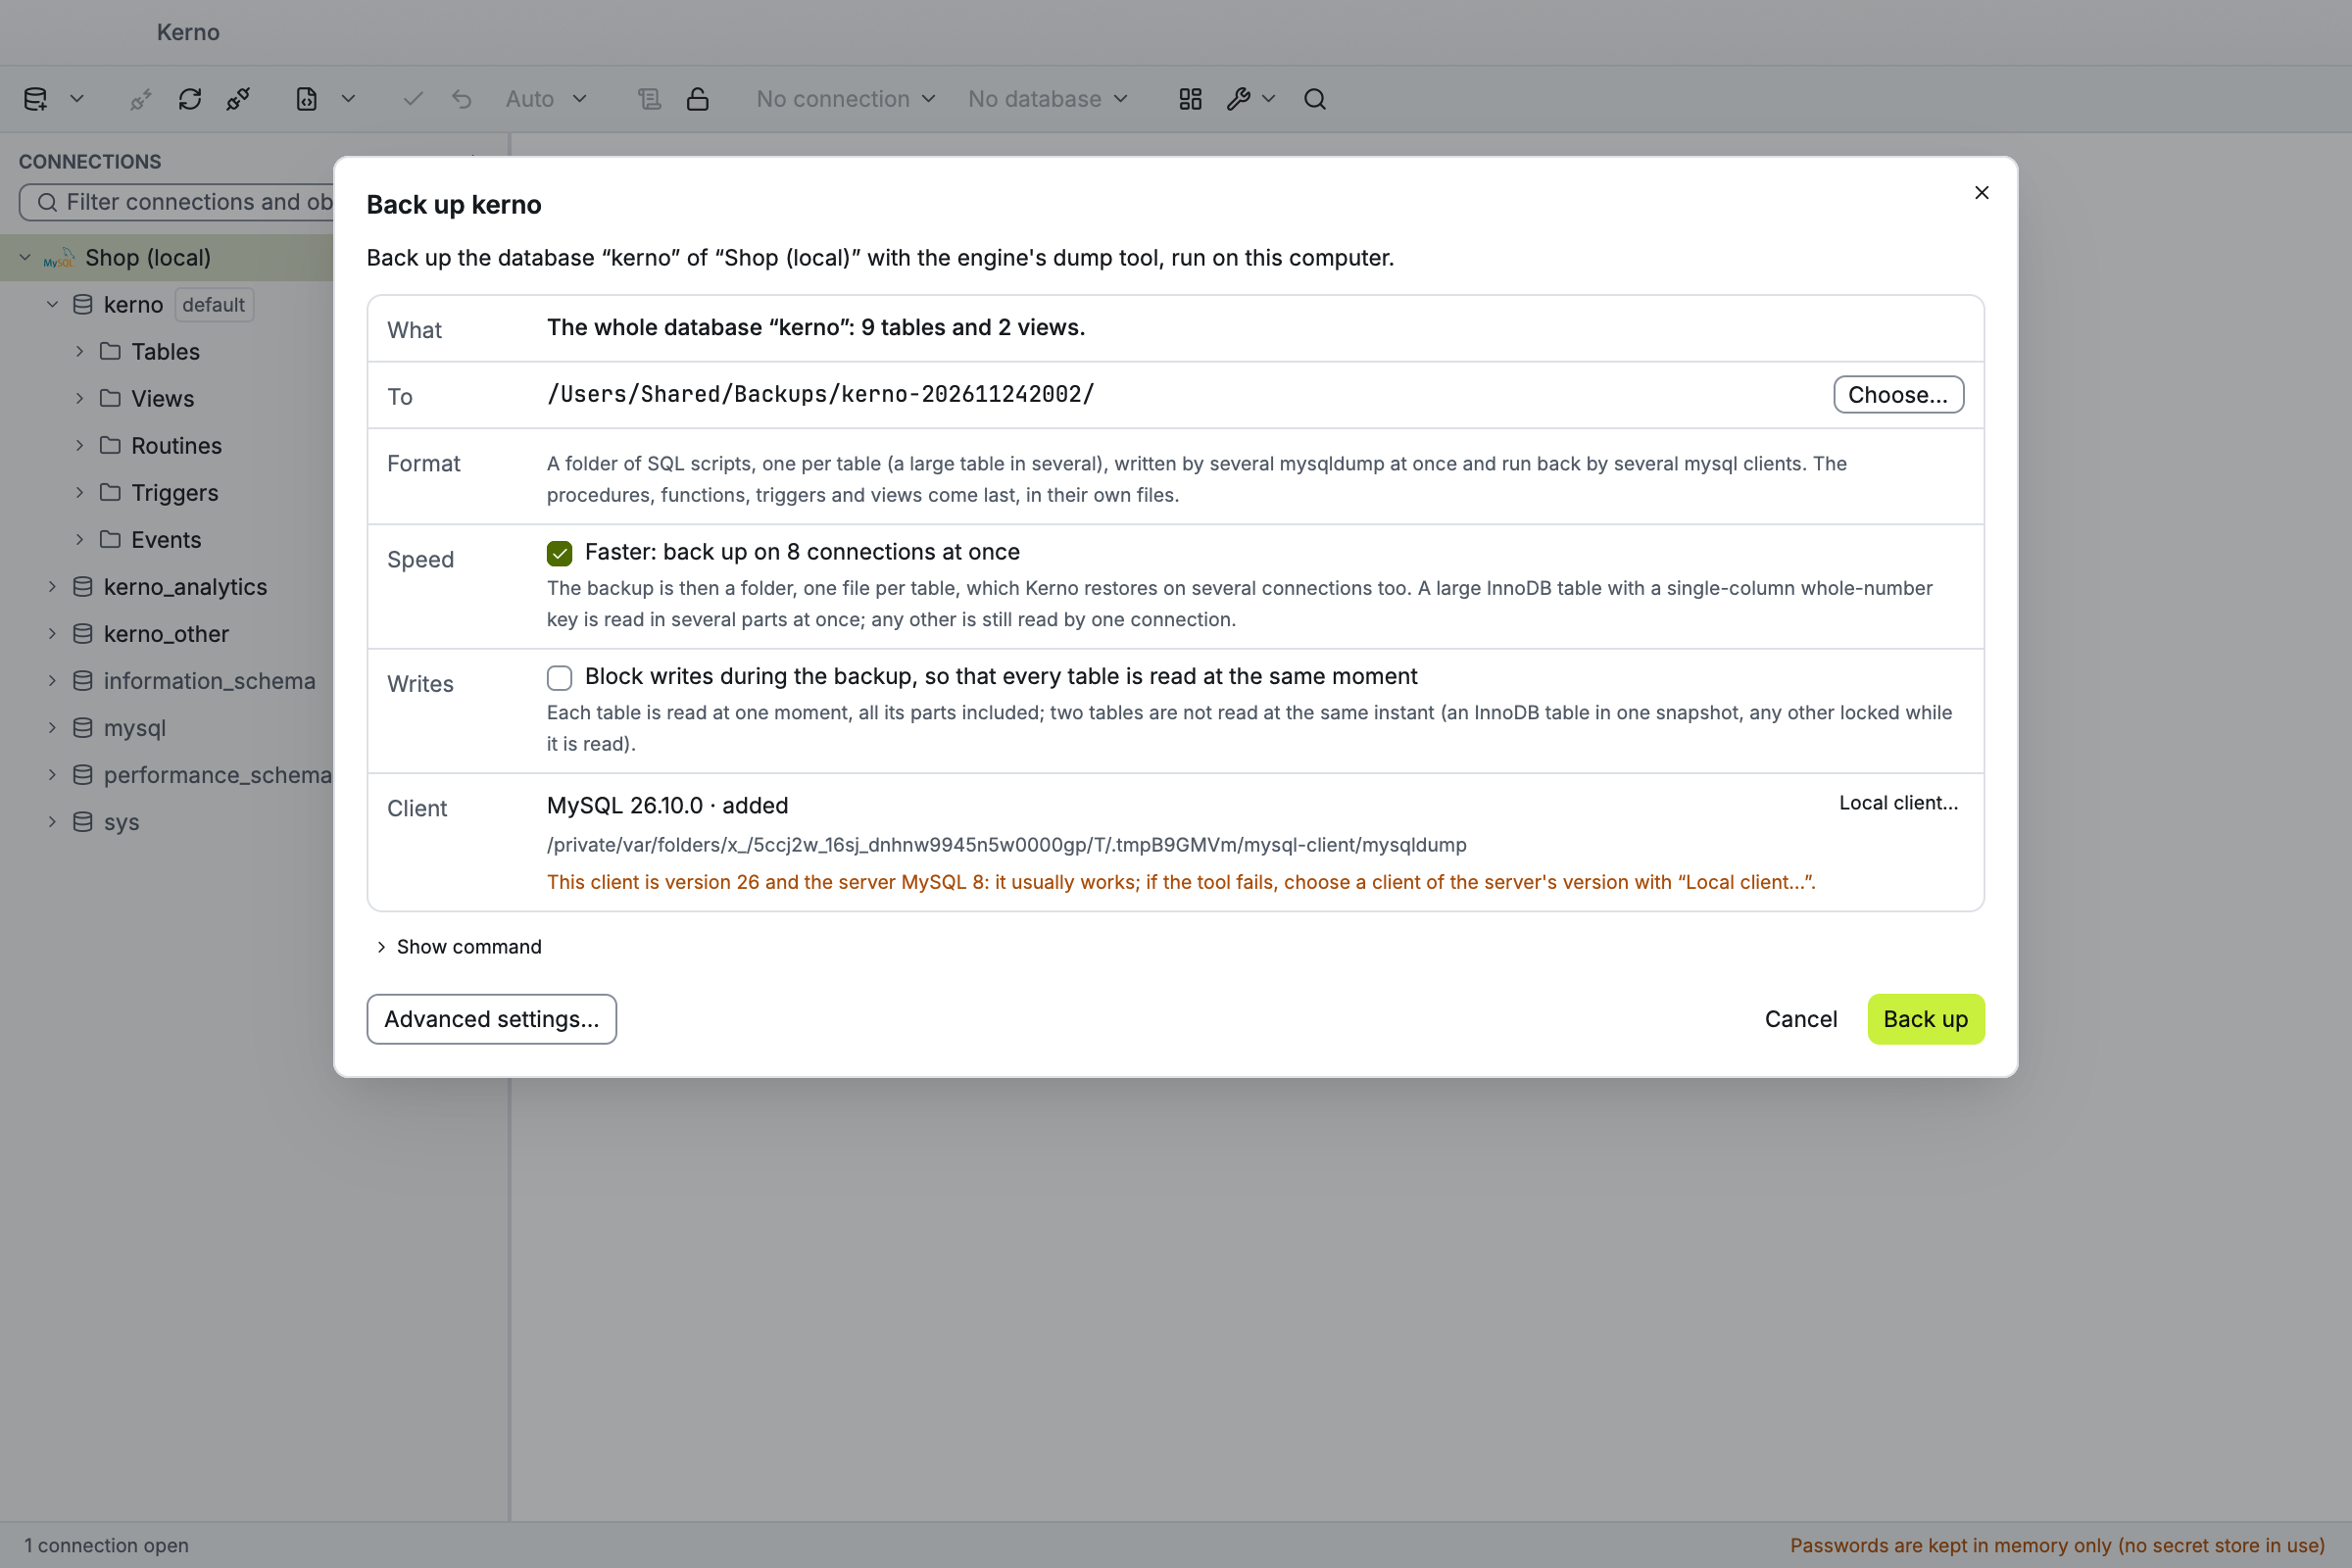 Kerno
Auto
No connection
No database
CONNECTIONS
Filter connections and ob
MySQL Shop (local)
kerno default
Tables
Views
Routines
Triggers
Events
kerno_analytics
kerno_other
information_schema
mysql
performance_schema
sys
Back up kerno
Back up the database “kerno” of “Shop (local)” with the engine's dump tool, run on this computer.
What
The whole database “kerno”: 9 tables and 2 views.
To
/Users/Shared/Backups/kerno-202611242002/
Choose...
Format
A folder of SQL scripts, one per table (a large table in several), written by several mysqldump at once and run back by several mysql clients. The
procedures, functions, triggers and views come last, in their own files.
Speed
Faster: back up on 8 connections at once
The backup is then a folder, one file per table, which Kerno restores on several connections too. A large InnoDB table with a single-column whole-number
key is read in several parts at once; any other is still read by one connection.
Writes
Block writes during the backup, so that every table is read at the same moment
Each table is read at one moment, all its parts included; two tables are not read at the same instant (an InnoDB table in one snapshot, any other locked while
it is read).
Client
MySQL 26.10.0 · added
Local client...
/private/var/folders/x_/5ccj2w_16sj_dnhnw9945n5w0000gp/T/.tmpB9GMVm/mysql-client/mysqldump
This client is version 26 and the server MySQL 8: it usually works; if the tool fails, choose a client of the server's version with “Local client...”.
Show command
Advanced settings...
Cancel
Back up
1 connection open
Passwords are kept in memory only (no secret store in use)